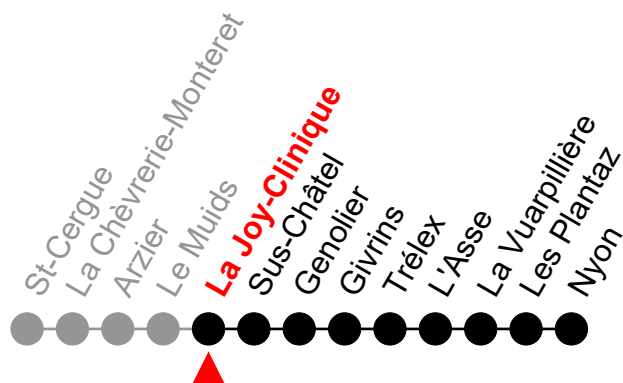 St-Cergue
La Chèvrerie-Monteret
Arzier
Le Muids
La Joy-Clinique
Sus-Châtel
Genolier
Givrins
Trélex
L'Asse
La Vuarpillière
Les Plantaz
Nyon